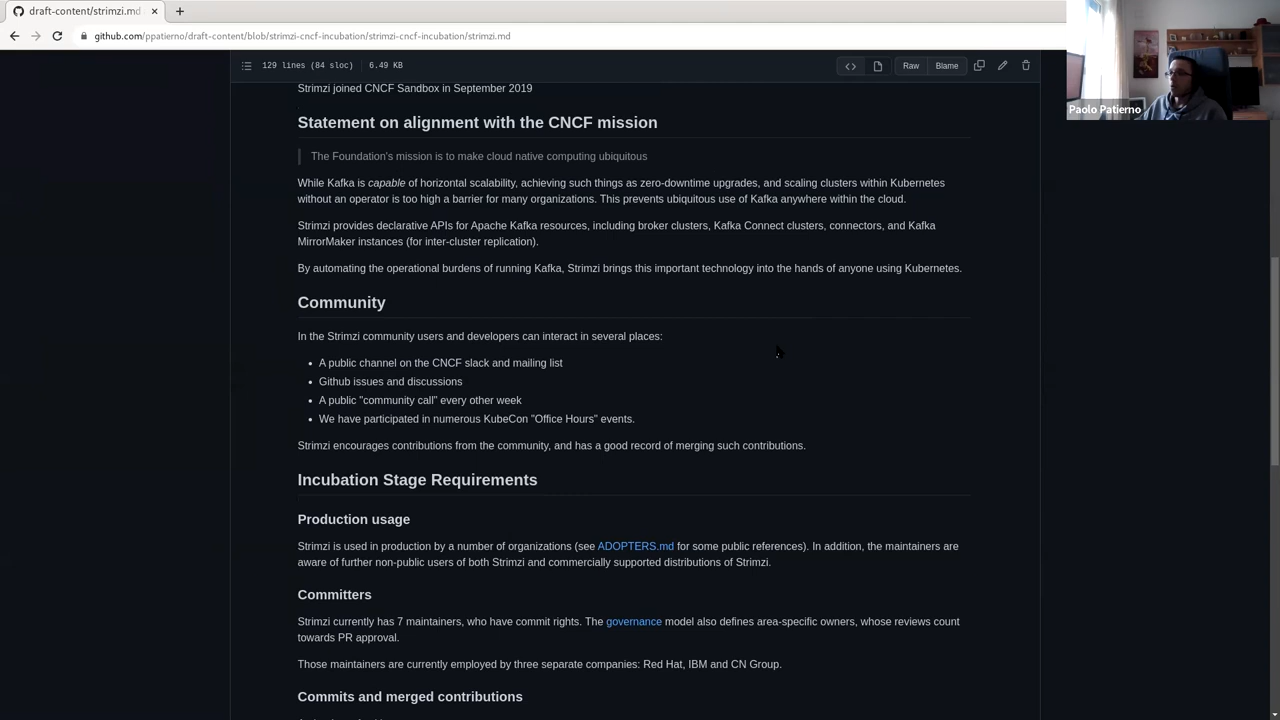 draft-content/strimzi.md
github.com/ppatierno/draft-content/blob/strimzi-cncf-incubation/strimzi-cncf-incubation/strimzi.md
129 lines (84 sloc) 6.49 KB
Raw
Blame
Paolo Patierno
Strimzi joined CNCF Sandbox in September 2019
Statement on alignment with the CNCF mission
The Foundation's mission is to make cloud native computing ubiquitous
While Kafka is capable of horizontal scalability, achieving such things as zero-downtime upgrades, and scaling clusters within Kubernetes
without an operator is too high a barrier for many organizations. This prevents ubiquitous use of Kafka anywhere within the cloud.
Strimzi provides declarative APIs for Apache Kafka resources, including broker clusters, Kafka Connect clusters, connectors, and Kafka
MirrorMaker instances (for inter-cluster replication).
By automating the operational burdens of running Kafka, Strimzi brings this important technology into the hands of anyone using Kubernetes.
Community
In the Strimzi community users and developers can interact in several places:
• A public channel on the CNCF slack and mailing list
• Github issues and discussions
• A public "community call" every other week
• We have participated in numerous KubeCon "Office Hours" events.
Strimzi encourages contributions from the community, and has a good record of merging such contributions.
Incubation Stage Requirements
Production usage
Strimzi is used in production by a number of organizations (see ADOPTERS.md for some public references). In addition, the maintainers are
aware of further non-public users of both Strimzi and commercially supported distributions of Strimzi.
Committers
Strimzi currently has 7 maintainers, who have commit rights. The governance model also defines area-specific owners, whose reviews count
towards PR approval.
Those maintainers are currently employed by three separate companies: Red Hat, IBM and CN Group.
Commits and merged contributions